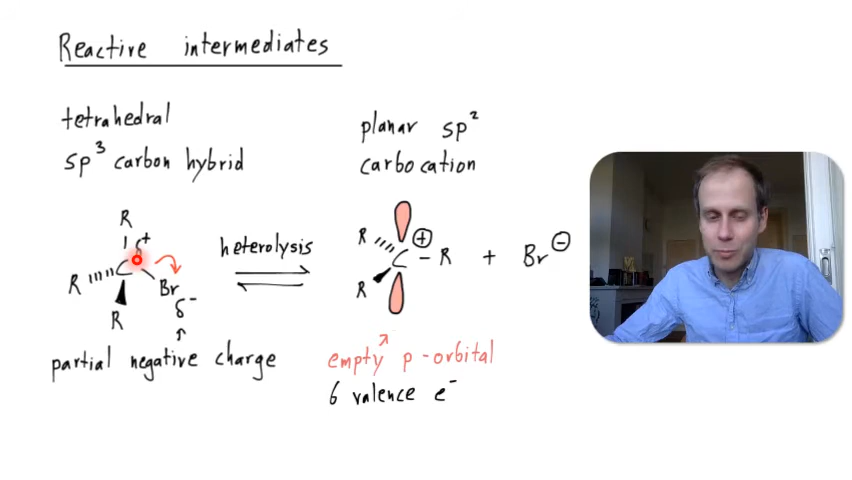 Reactive intermediates
tetrahedral
sp³ carbon hybrid
planar sp²
carbocation
R
δ+
R
C
Br
R
δ-
heterolysis
R
⊕
C
R
R
+
Br⊖
partial negative charge
empty p-orbital
6 valence e⁻